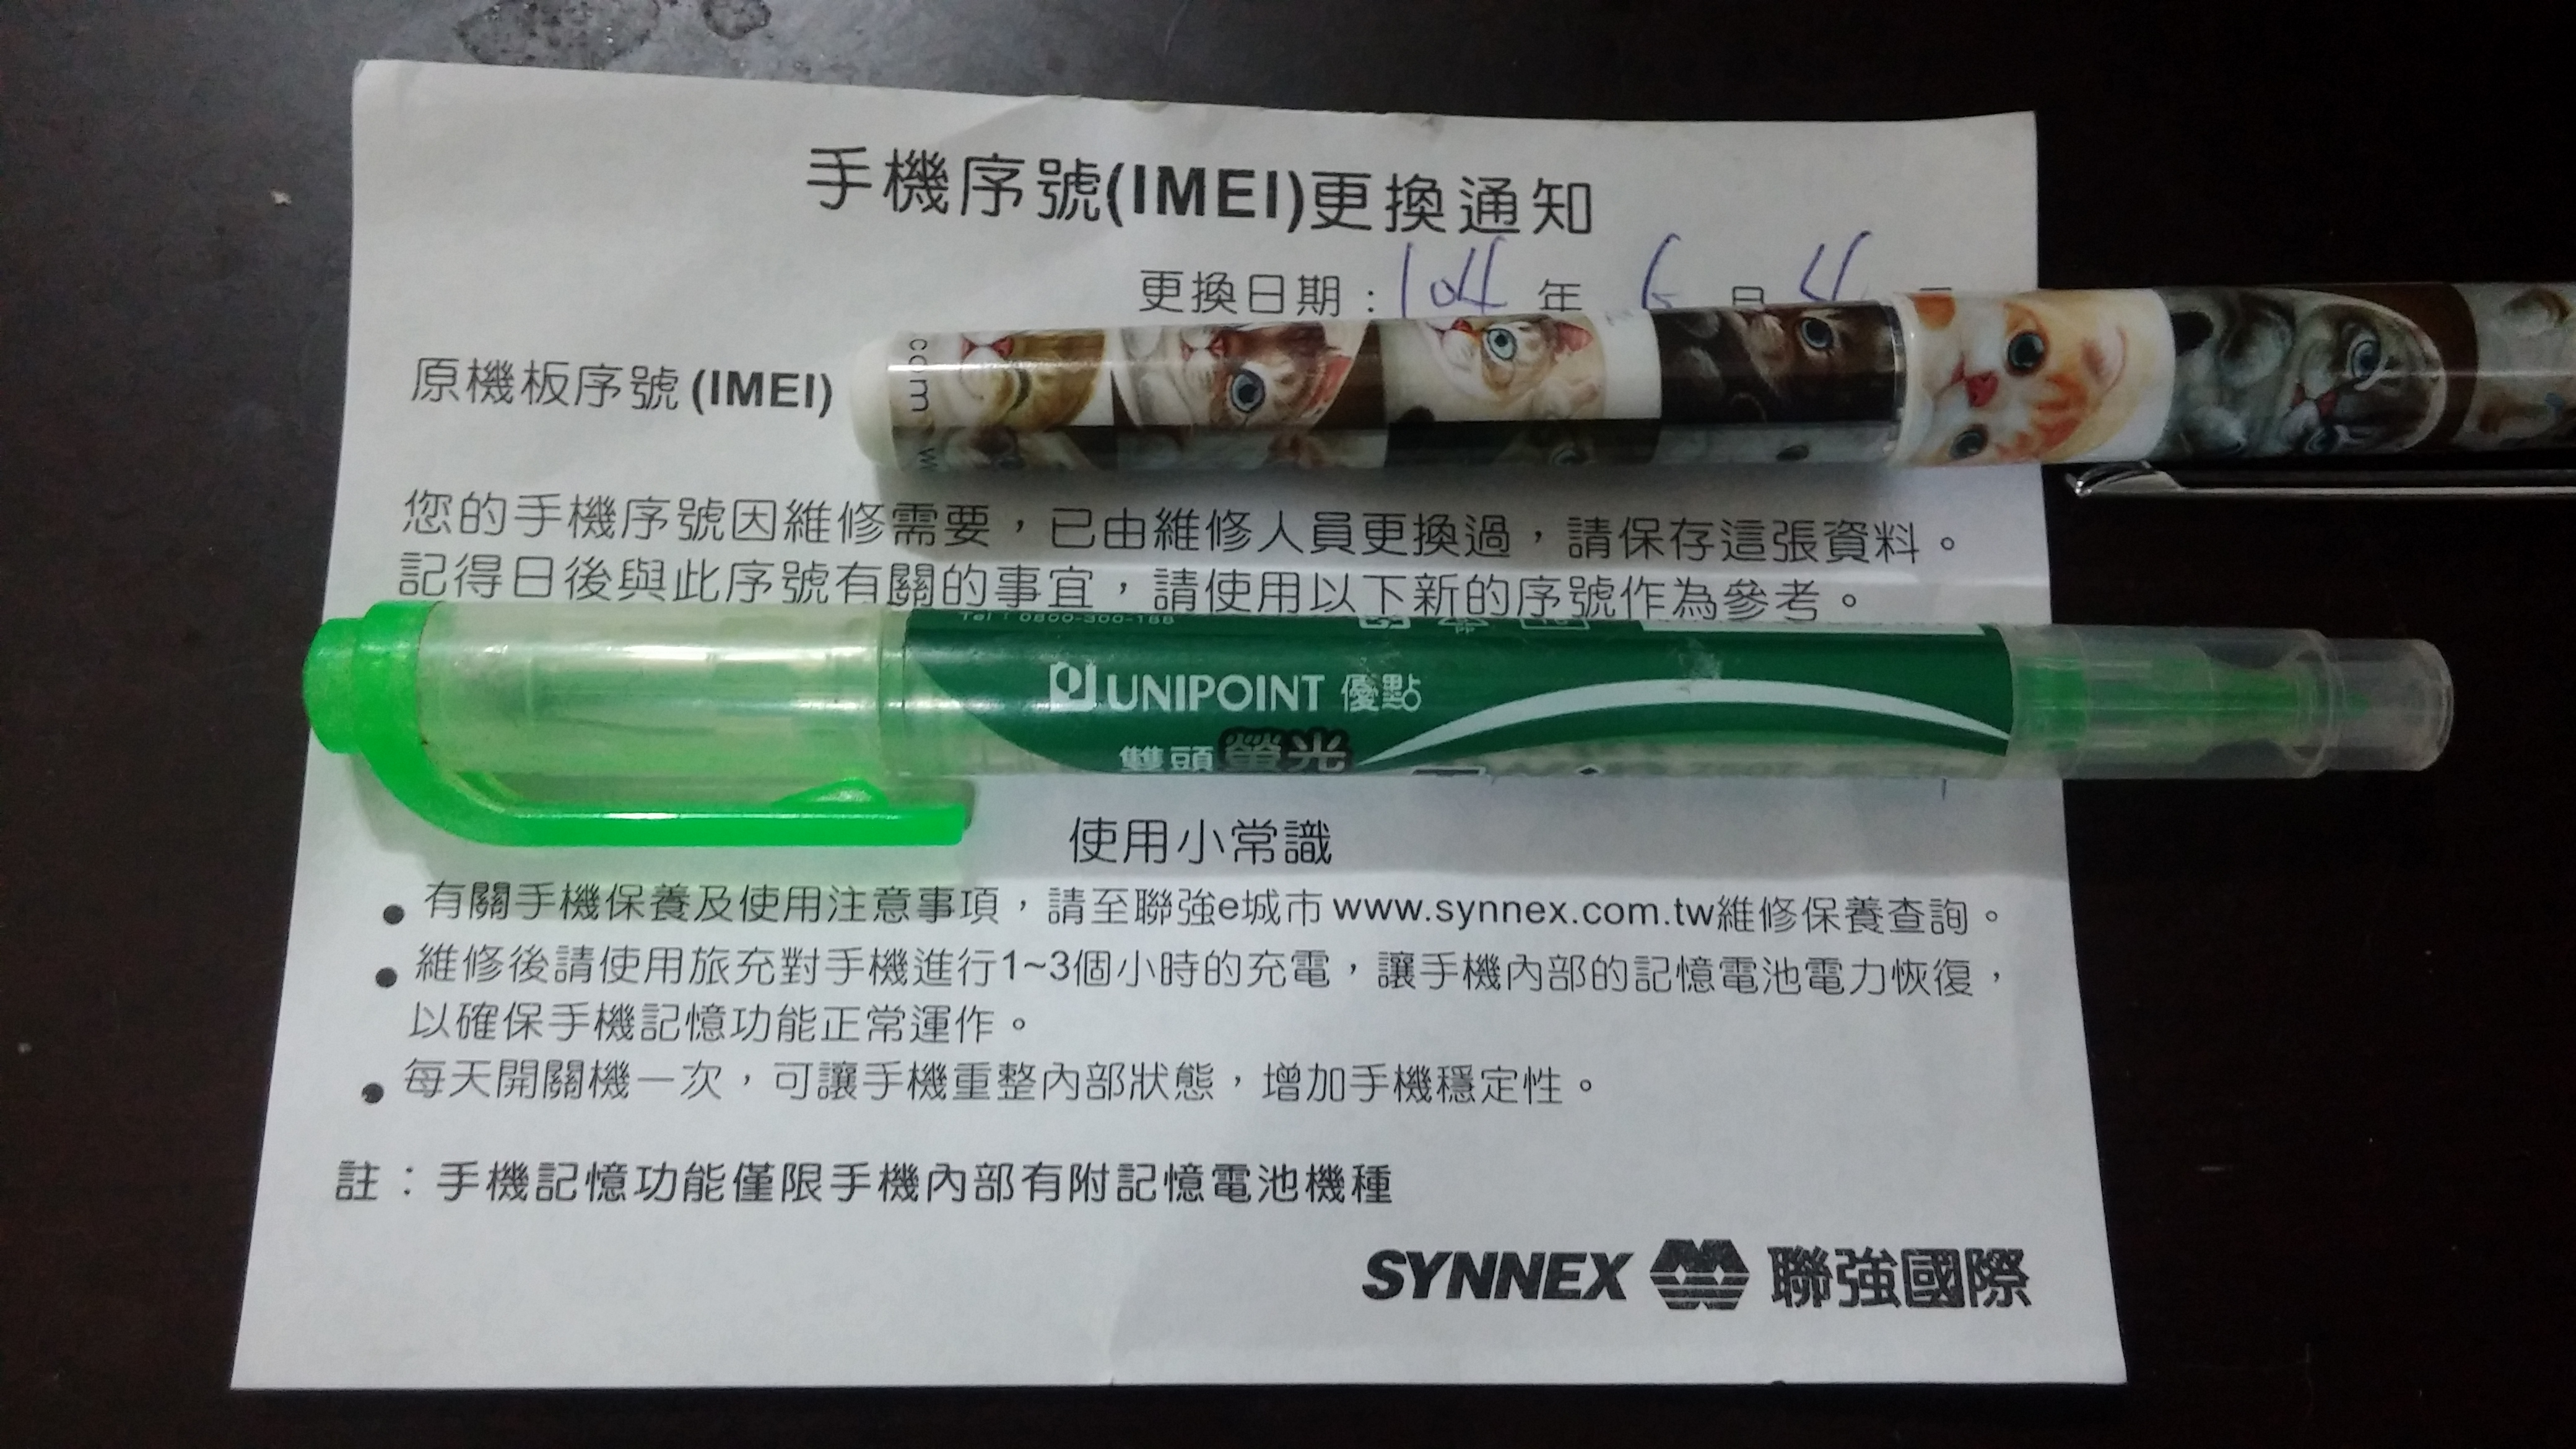 手機序號(IMEI)更換通知
更換日期：104 年 6 月 4 日
原機板序號(IMEI)
com
您的手機序號因維修需要，已由維修人員更換過，請保存這張資料。
記得日後與此序號有關的事宜，請使用以下新的序號作為參考。
Tel：0800-300-188
UNIPOINT 優點
雙頭螢光
使用小常識
● 有關手機保養及使用注意事項，請至聯強e城市www.synnex.com.tw維修保養查詢。
● 維修後請使用旅充對手機進行1~3個小時的充電，讓手機內部的記憶電池電力恢復，
以確保手機記憶功能正常運作。
● 每天開關機一次，可讓手機重整內部狀態，增加手機穩定性。
註：手機記憶功能僅限手機內部有附記憶電池機種
SYNNEX 聯強國際